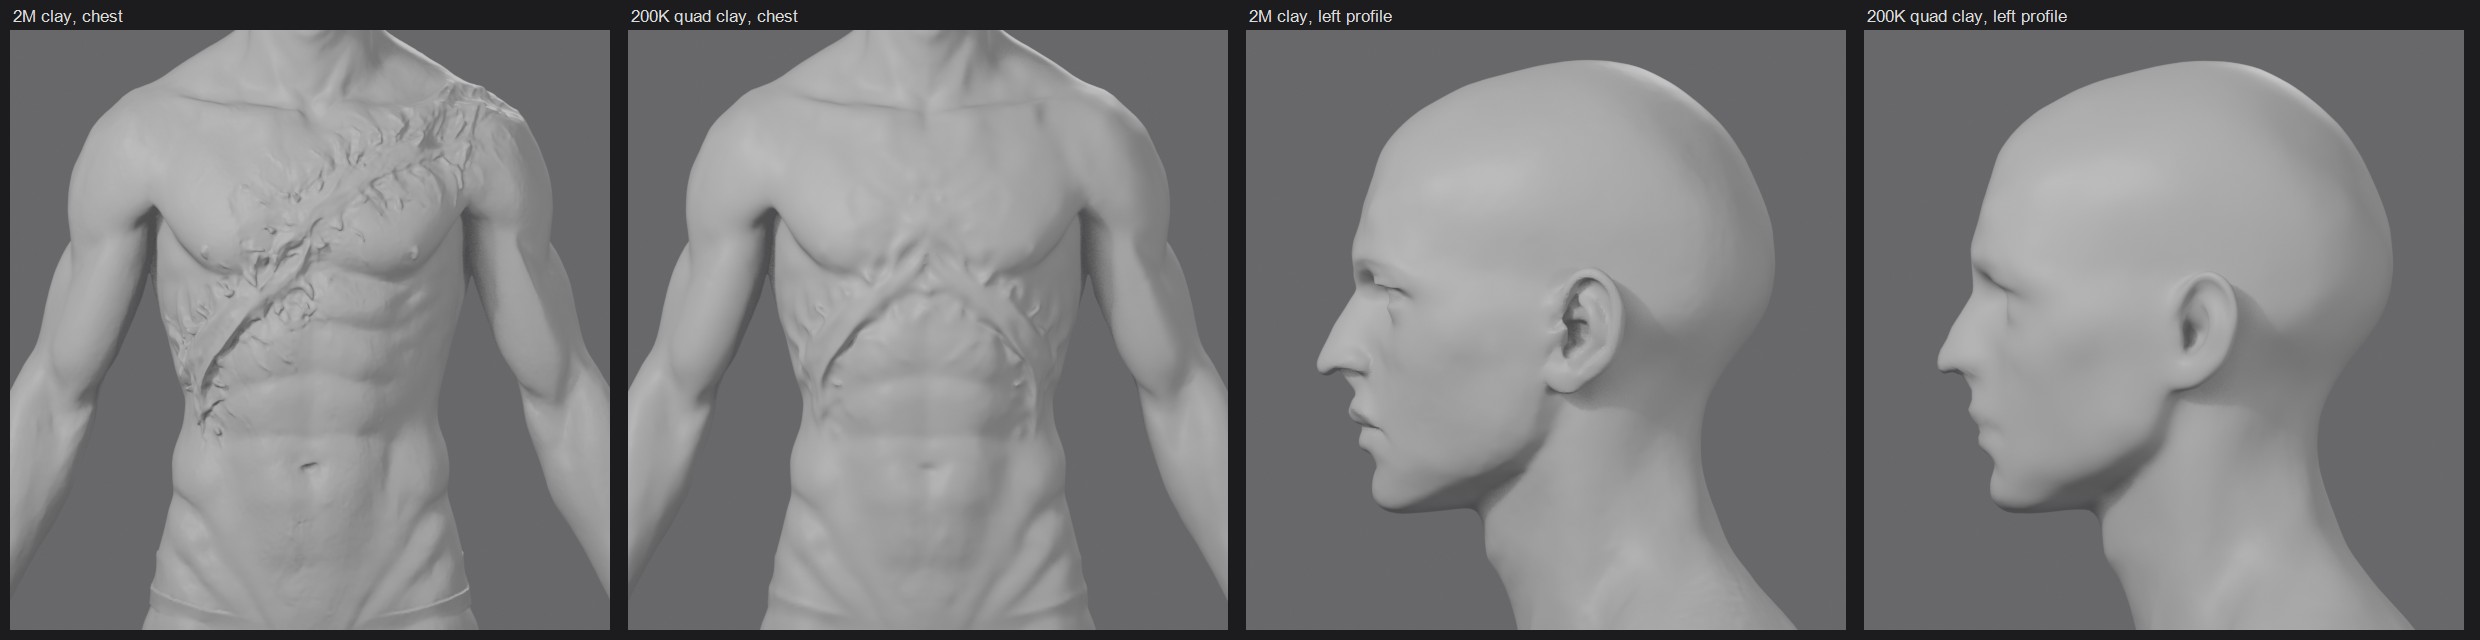 2M clay, chest
200K quad clay, chest
2M clay, left profile
200K quad clay, left profile